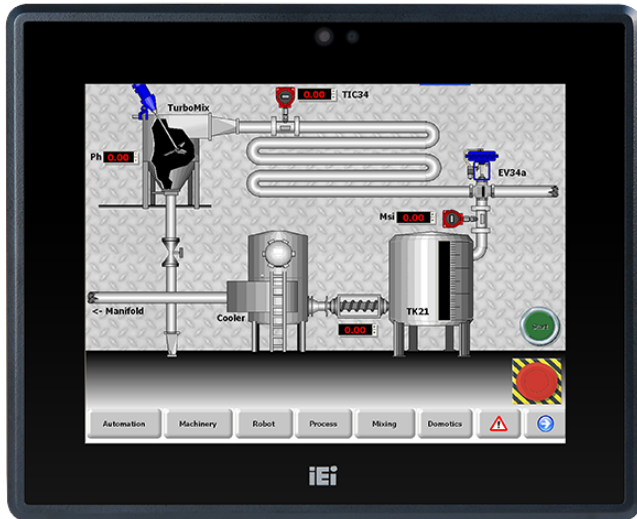 0.00 TIC34
TurboMix
Ph 0.00
EV34a
Msi 0.00
<- Manifold
Cooler
TK21
0.00
Start
Automation Machinery Robot Process Mixing Domotics
iEi